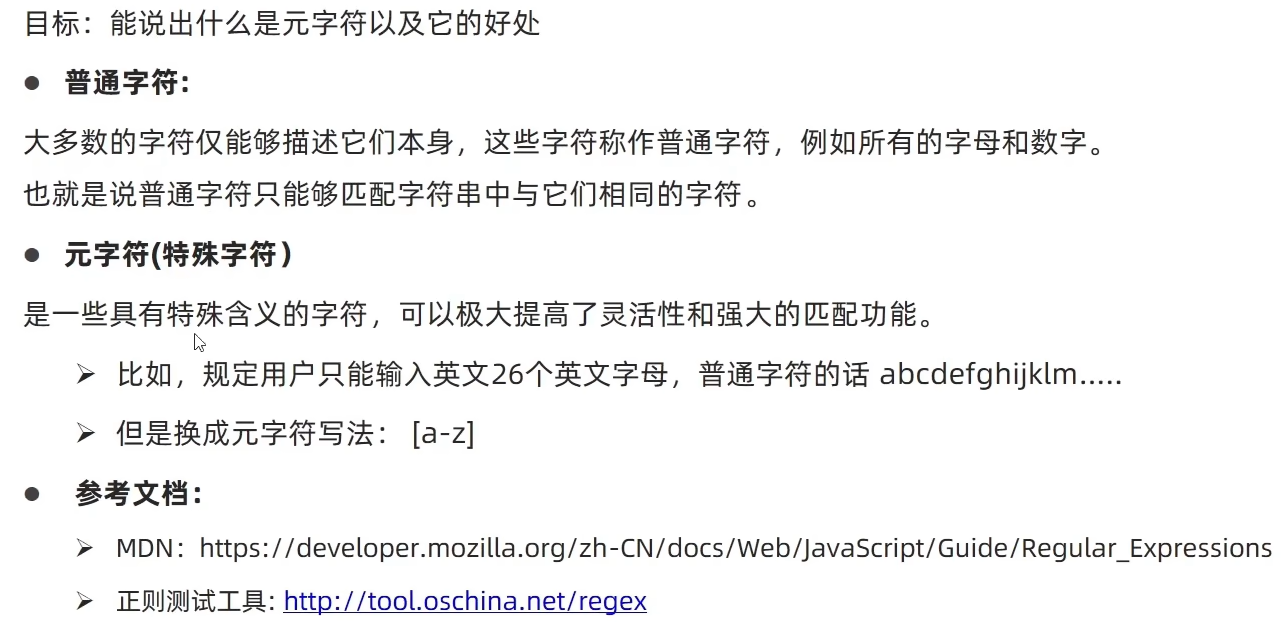 目标：能说出什么是元字符以及它的好处
● 普通字符:
大多数的字符仅能够描述它们本身，这些字符称作普通字符，例如所有的字母和数字。
也就是说普通字符只能够匹配字符串中与它们相同的字符。
● 元字符(特殊字符）
是一些具有特殊含义的字符，可以极大提高了灵活性和强大的匹配功能。
➢ 比如，规定用户只能输入英文26个英文字母，普通字符的话 abcdefghijklm.....
➢ 但是换成元字符写法： [a-z]
● 参考文档：
➢ MDN：https://developer.mozilla.org/zh-CN/docs/Web/JavaScript/Guide/Regular_Expressions
➢ 正则测试工具: http://tool.oschina.net/regex